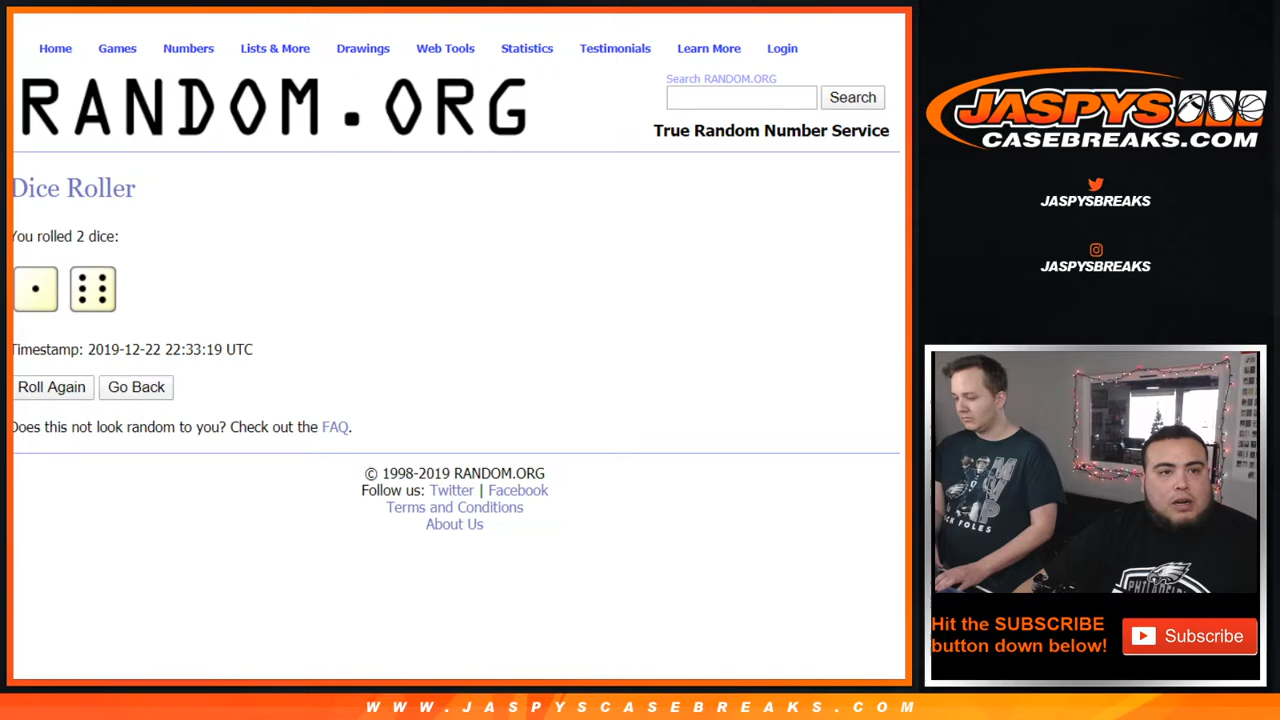 Home Games Numbers Lists & More Drawings Web Tools Statistics Testimonials Learn More Login
RANDOM.ORG
Search RANDOM.ORG
Search
True Random Number Service
Dice Roller
You rolled 2 dice:
Timestamp: 2019-12-22 22:33:19 UTC
Roll Again Go Back
Does this not look random to you? Check out the FAQ.
© 1998-2019 RANDOM.ORG
Follow us: Twitter | Facebook
Terms and Conditions
About Us
JASPYS
CASEBREAKS.COM
JASPYSBREAKS
JASPYSBREAKS
MVP
CK FOLES
Hit the SUBSCRIBE
button down below!
Subscribe
WWW.JASPYSCASEBREAKS.COM